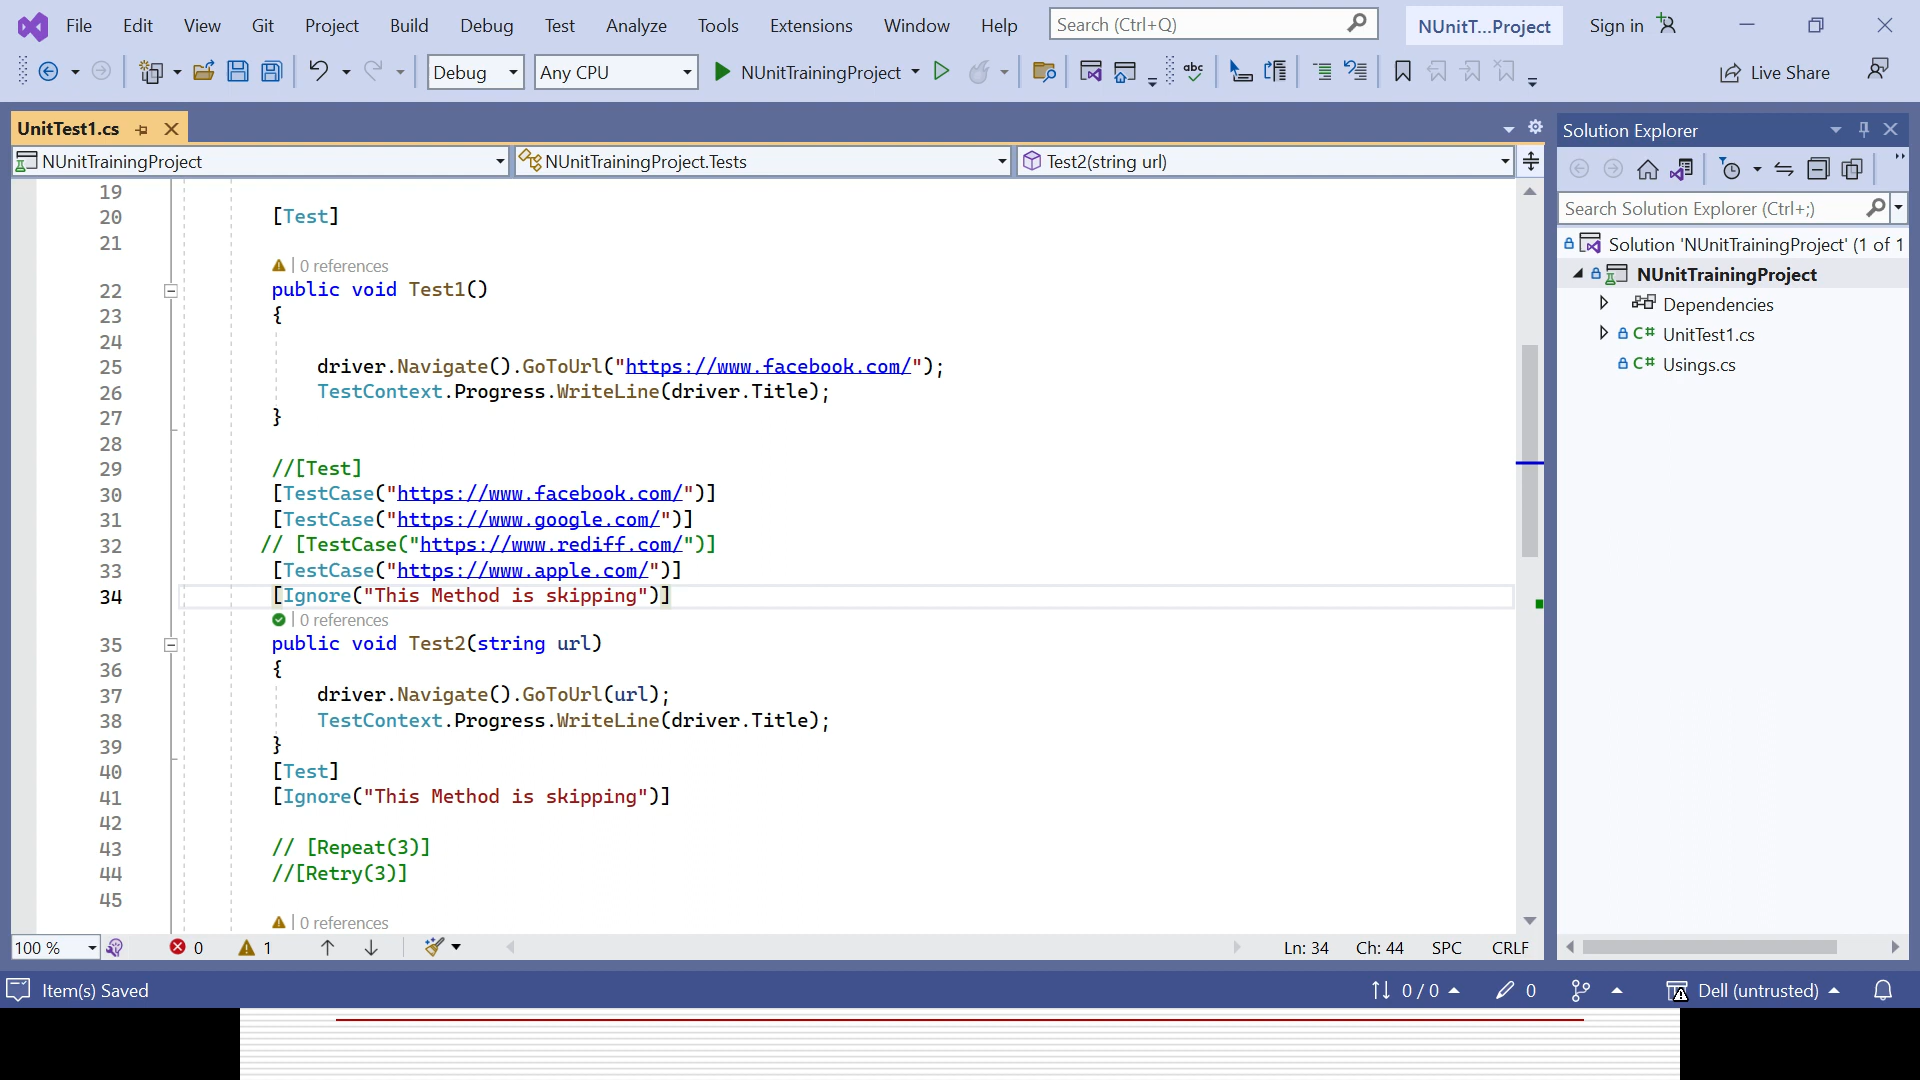 File Edit View Git Project Build Debug Test Analyze Tools Extensions Window Help Search (Ctrl+Q) NUnitT...Project Sign in
Debug Any CPU NUnitTrainingProject abc Live Share
UnitTest1.cs
NUnitTrainingProject NUnitTrainingProject.Tests Test2(string url)
19
20 [Test]
21
0 references
22 public void Test1()
23 {
24
25 driver.Navigate().GoToUrl("https://www.facebook.com/");
26 TestContext.Progress.WriteLine(driver.Title);
27 }
28
29 //[Test]
30 [TestCase("https://www.facebook.com/")]
31 [TestCase("https://www.google.com/")]
32 // [TestCase("https://www.rediff.com/")]
33 [TestCase("https://www.apple.com/")]
34 [Ignore("This Method is skipping")]
0 references
35 public void Test2(string url)
36 {
37 driver.Navigate().GoToUrl(url);
38 TestContext.Progress.WriteLine(driver.Title);
39 }
40 [Test]
41 [Ignore("This Method is skipping")]
42
43 // [Repeat(3)]
44 //[Retry(3)]
45
0 references
100 % 0 1 Ln: 34 Ch: 44 SPC CRLF
Solution Explorer
Search Solution Explorer (Ctrl+;)
Solution 'NUnitTrainingProject' (1 of 1
NUnitTrainingProject
Dependencies
C# UnitTest1.cs
C# Usings.cs
Item(s) Saved 0 / 0 0 Dell (untrusted)